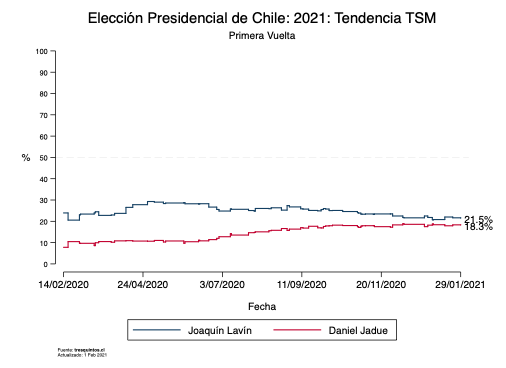 Elección Presidencial de Chile: 2021: Tendencia TSM
Primera Vuelta
100
90
80
70
60
50
40
30
20
10
0
%
21.5%
18.3%
14/02/2020 24/04/2020 3/07/2020 11/09/2020 20/11/2020 29/01/2021
Fecha
Joaquín Lavín Daniel Jadue
Fuente: tresquintos.cl
Actualizado: 1 Feb 2021